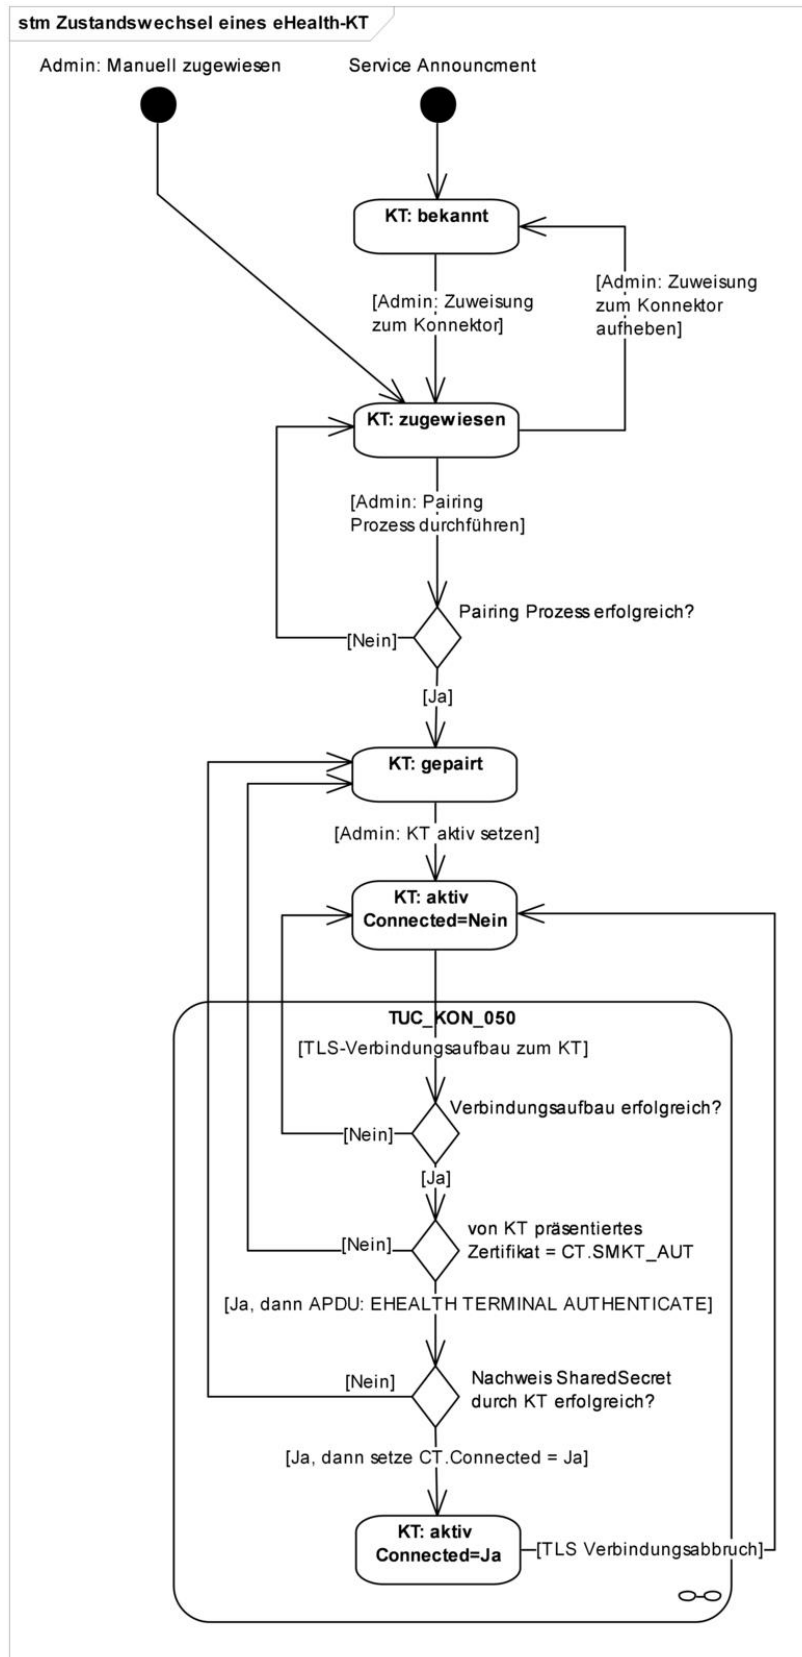 stm Zustandswechsel eines eHealth-KT
Admin: Manuell zugewiesen
Service Announcment
KT: bekannt
[Admin: Zuweisung
zum Konnektor]
[Admin: Zuweisung
zum Konnektor
aufheben]
KT: zugewiesen
[Admin: Pairing
Prozess durchführen]
Pairing Prozess erfolgreich?
[Nein]
[Ja]
KT: gepairt
[Admin: KT aktiv setzen]
KT: aktiv
Connected=Nein
TUC_KON_050
[TLS-Verbindungsaufbau zum KT]
Verbindungsaufbau erfolgreich?
[Nein]
[Ja]
von KT präsentiertes
Zertifikat = CT.SMKT_AUT
[Nein]
[Ja, dann APDU: EHEALTH TERMINAL AUTHENTICATE]
Nachweis SharedSecret
durch KT erfolgreich?
[Nein]
[Ja, dann setze CT.Connected = Ja]
KT: aktiv
Connected=Ja
[TLS Verbindungsabbruch]